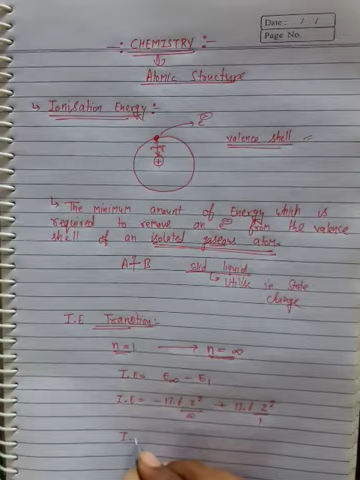 Date : / /
Page No.
-: CHEMISTRY :-
Atomic Structure
↳ Ionisation Energy :-
e⊖
valence shell
↳ The minimum amount of Energy which is
required to remove an e⊖ from the valence
shell of an isolated gaseous atom.
A+B solid liquid
↳ Utilise in State
change
I.E Transition:-
n=1 → n=∞
I.E = E∞ - E1
I.E = -13.6 z²/∞ + 13.6 z²/1
I.